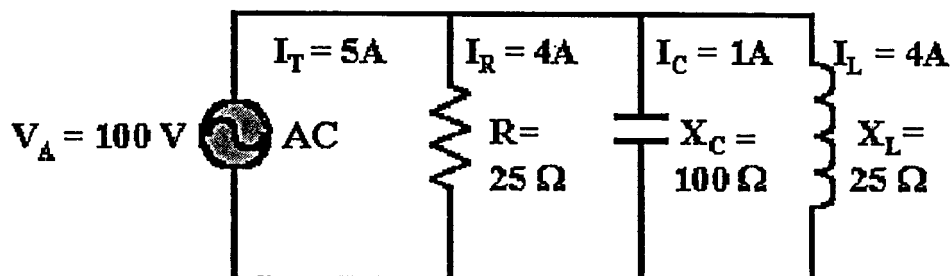 I_T = 5A
I_R = 4A
I_C = 1A
I_L = 4A
V_A = 100 V
AC
R=
25 Ω
X_C =
100 Ω
X_L =
25 Ω